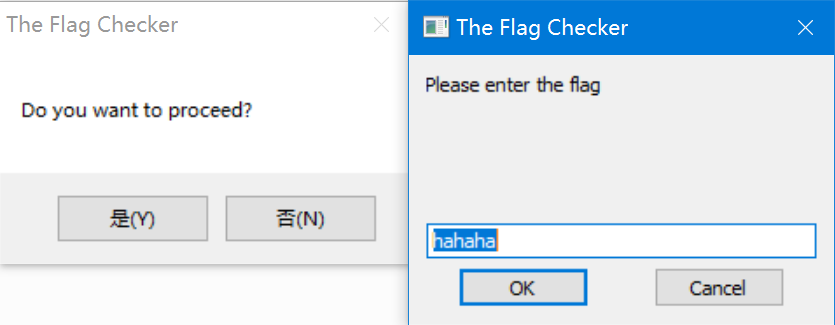 The Flag Checker
Do you want to proceed?
是(Y)
否(N)
The Flag Checker
Please enter the flag
hahaha
OK
Cancel